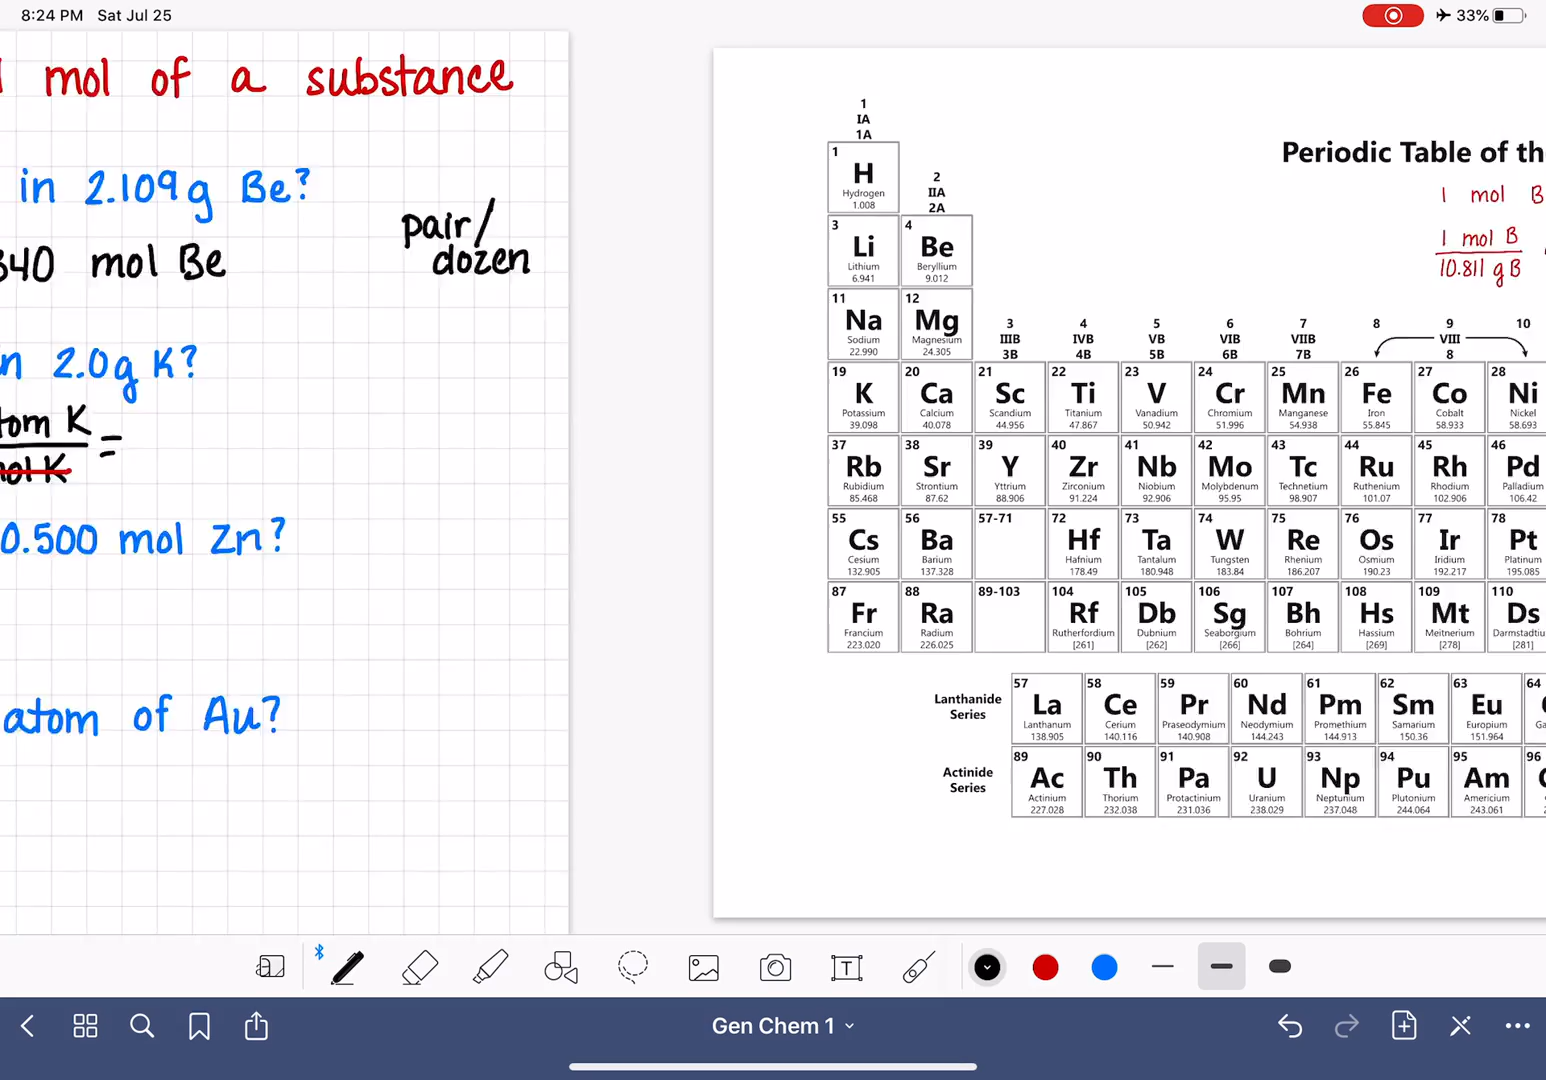 8:24 PM Sat Jul 25
33%
mol of a substance
in 2.109g Be?
340 mol Be
pair/
dozen
2.0g K?
K
=
K
0.500 mol Zn?
atom of Au?
Periodic Table of the
1 mol B
1 mol B
10.811 g B
1
IA
1A
2
IIA
2A
1
H
Hydrogen
1.008
3 4
Li Be
Lithium Beryllium
6.941 9.012
11 12
Na Mg
Sodium Magnesium
22.990 24.305
3 4 5 6 7 8 9 10
IIIB IVB VB VIB VIIB VIII
3B 4B 5B 6B 7B 8
19 20 21 22 23 24 25 26 27 28
K Ca Sc Ti V Cr Mn Fe Co Ni
Potassium Calcium Scandium Titanium Vanadium Chromium Manganese Iron Cobalt Nickel
39.098 40.078 44.956 47.867 50.942 51.996 54.938 55.845 58.933 58.693
37 38 39 40 41 42 43 44 45 46
Rb Sr Y Zr Nb Mo Tc Ru Rh Pd
Rubidium Strontium Yttrium Zirconium Niobium Molybdenum Technetium Ruthenium Rhodium Palladium
85.468 87.62 88.906 91.224 92.906 95.95 98.907 101.07 102.906 106.42
55 56 57-71 72 73 74 75 76 77 78
Cs Ba Hf Ta W Re Os Ir Pt
Cesium Barium Hafnium Tantalum Tungsten Rhenium Osmium Iridium Platinum
132.905 137.328 178.49 180.948 183.84 186.207 190.23 192.217 195.085
87 88 89-103 104 105 106 107 108 109 110
Fr Ra Rf Db Sg Bh Hs Mt Ds
Francium Radium Rutherfordium Dubnium Seaborgium Bohrium Hassium Meitnerium Darmstadtiu
223.020 226.025 [261] [262] [266] [264] [269] [278] [281]
Lanthanide
Series
57 58 59 60 61 62 63 64
La Ce Pr Nd Pm Sm Eu
Lanthanum Cerium Praseodymium Neodymium Promethium Samarium Europium Ga
138.905 140.116 140.908 144.243 144.913 150.36 151.964
Actinide
Series
89 90 91 92 93 94 95 96
Ac Th Pa U Np Pu Am
Actinium Thorium Protactinium Uranium Neptunium Plutonium Americium
227.028 232.038 231.036 238.029 237.048 244.064 243.061
T
Gen Chem 1